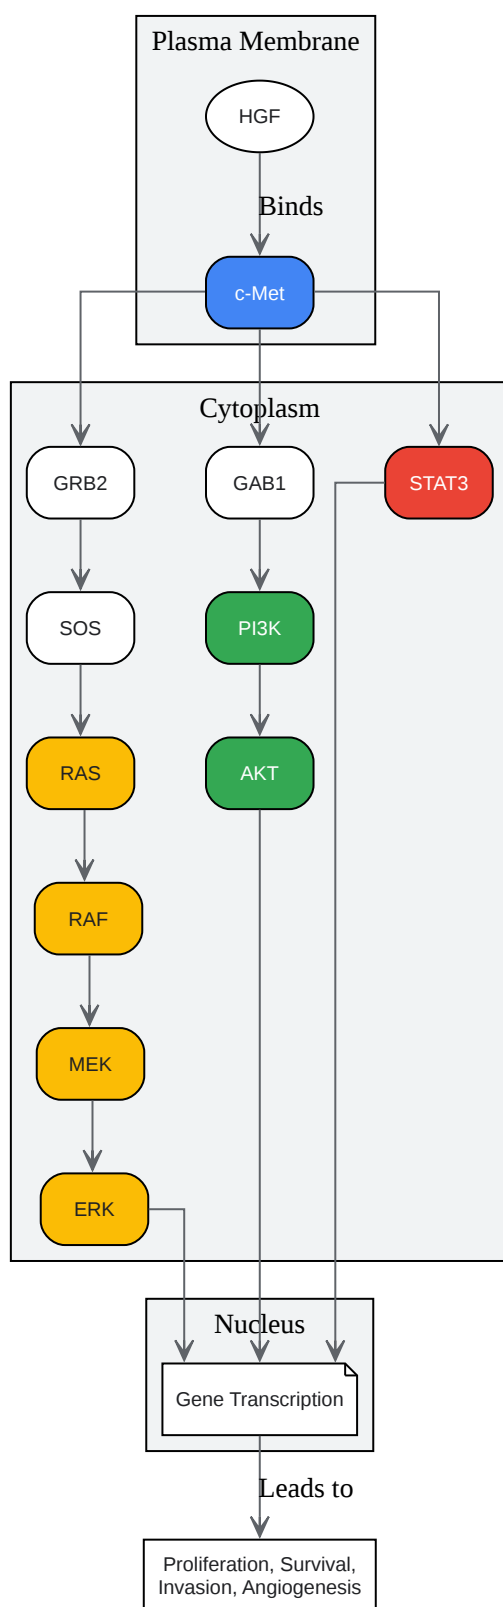 Plasma Membrane
HGF
Binds
c-Met
Cytoplasm
GRB2
GAB1
STAT3
SOS
PI3K
RAS
AKT
RAF
MEK
ERK
Nucleus
Gene Transcription
Leads to
Proliferation, Survival,
Invasion, Angiogenesis